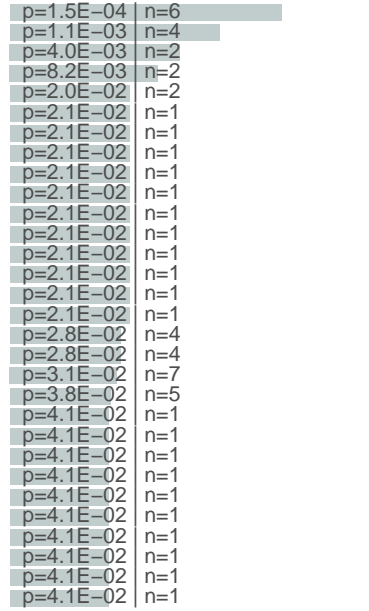 p=1.5E−04 | n=6
p=1.1E−03 | n=4
p=4.0E−03 | n=2
p=8.2E−03 | n=2
p=2.0E−02 | n=2
p=2.1E−02 | n=1
p=2.1E−02 | n=1
p=2.1E−02 | n=1
p=2.1E−02 | n=1
p=2.1E−02 | n=1
p=2.1E−02 | n=1
p=2.1E−02 | n=1
p=2.1E−02 | n=1
p=2.1E−02 | n=1
p=2.1E−02 | n=1
p=2.1E−02 | n=1
p=2.8E−02 | n=4
p=2.8E−02 | n=4
p=3.1E−02 | n=7
p=3.8E−02 | n=5
p=4.1E−02 | n=1
p=4.1E−02 | n=1
p=4.1E−02 | n=1
p=4.1E−02 | n=1
p=4.1E−02 | n=1
p=4.1E−02 | n=1
p=4.1E−02 | n=1
p=4.1E−02 | n=1
p=4.1E−02 | n=1
p=4.1E−02 | n=1